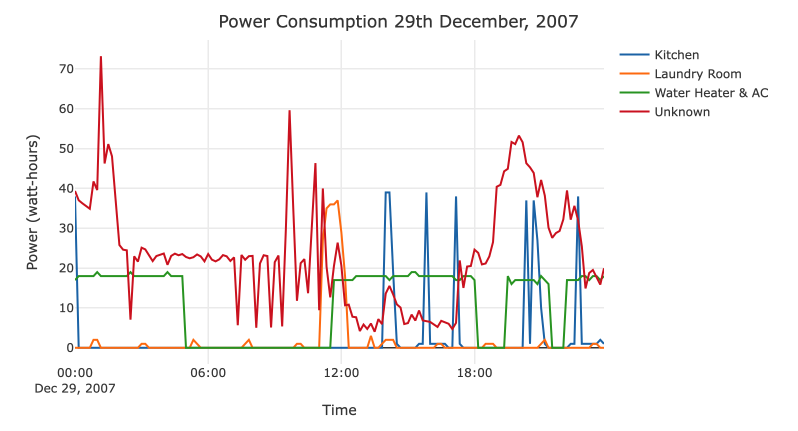 Power Consumption 29th December, 2007
Kitchen
Laundry Room
Water Heater & AC
Unknown
Power (watt-hours)
70
60
50
40
30
20
10
0
00:00
06:00
12:00
18:00
Dec 29, 2007
Time